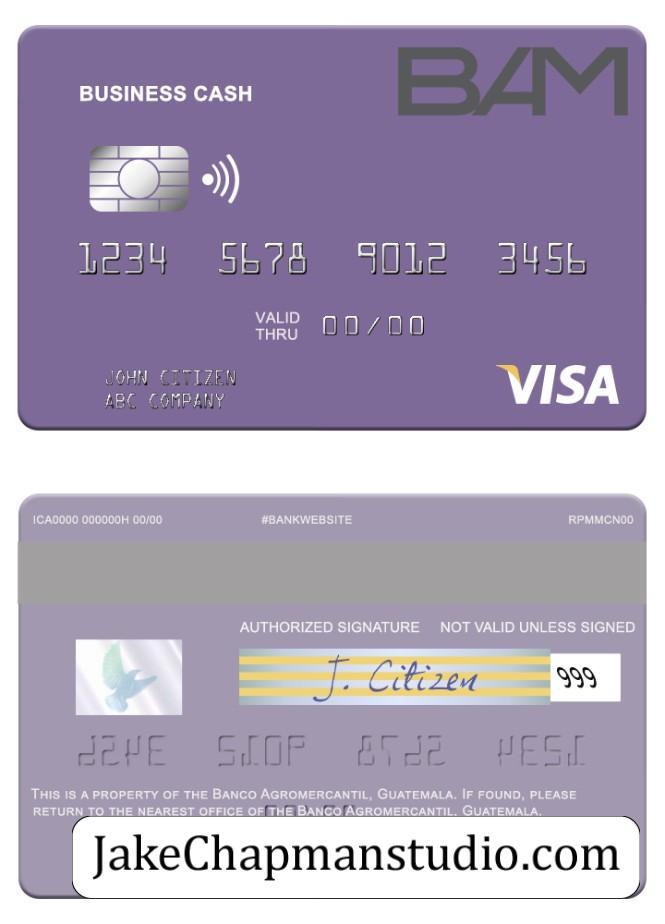 BAM
BUSINESS CASH
1234 5678 9012 3456
VALID
THRU 00/00
JOHN CITIZEN
ABC COMPANY
VISA
ICA0000 000000H 00/00 #BANKWEBSITE RPMMCN00
AUTHORIZED SIGNATURE NOT VALID UNLESS SIGNED
J. Citizen 999
THIS IS A PROPERTY OF THE BANCO AGROMERCANTIL, GUATEMALA. IF FOUND, PLEASE
RETURN TO THE NEAREST OFFICE OF THE BANCO AGROMERCANTIL. GUATEMALA.
JakeChapmanstudio.com